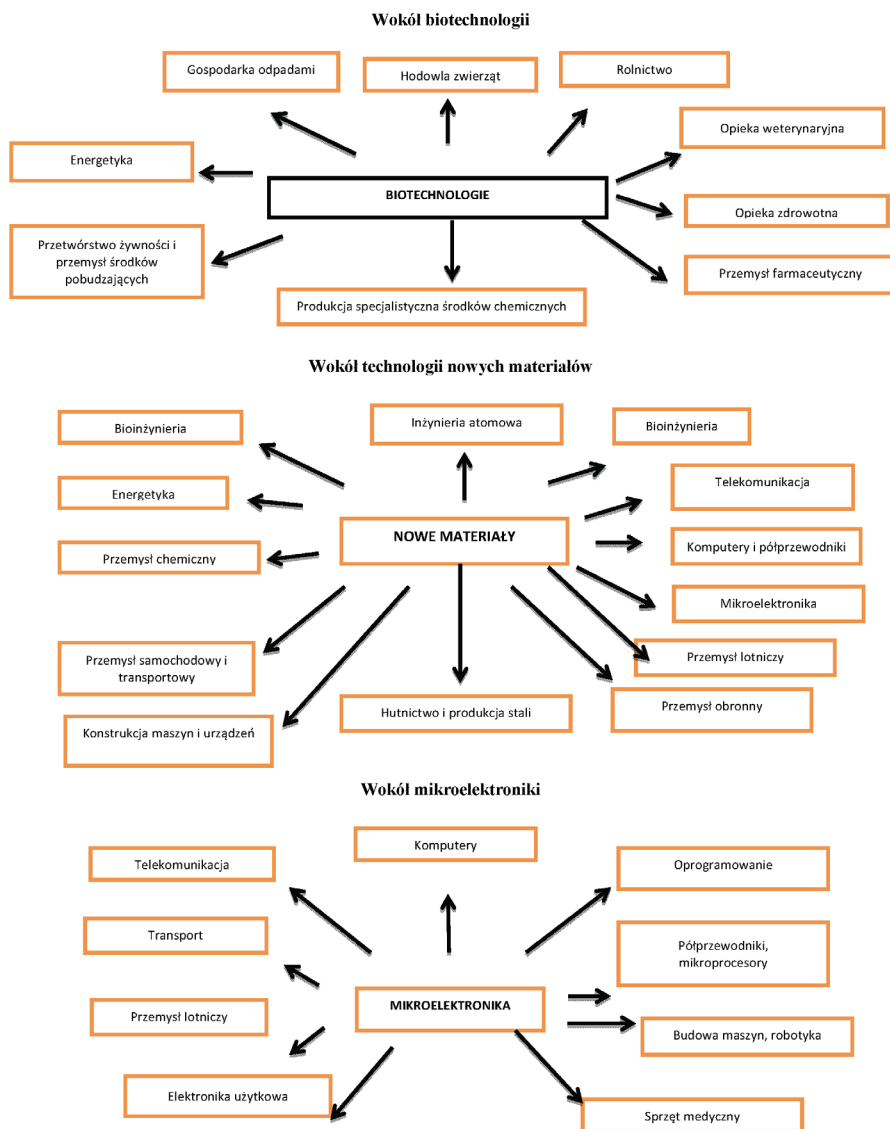 Wokół biotechnologii
Gospodarka odpadami
Hodowla zwierząt
Rolnictwo
Opieka weterynaryjna
Energetyka
BIOTECHNOLOGIE
Opieka zdrowotna
Przetwórstwo żywności i
przemysł środków
pobudzających
Przemysł farmaceutyczny
Produkcja specjalistyczna środków chemicznych
Wokół technologii nowych materiałów
Bioinżynieria
Inżynieria atomowa
Bioinżynieria
Energetyka
Telekomunikacja
NOWE MATERIAŁY
Komputery i półprzewodniki
Przemysł chemiczny
Mikroelektronika
Przemysł samochodowy i
transportowy
Przemysł lotniczy
Przemysł obronny
Hutnictwo i produkcja stali
Konstrukcja maszyn i urządzeń
Wokół mikroelektroniki
Komputery
Telekomunikacja
Oprogramowanie
Transport
Półprzewodniki,
mikroprocesory
MIKROELEKTRONIKA
Przemysł lotniczy
Budowa maszyn, robotyka
Elektronika użytkowa
Sprzęt medyczny